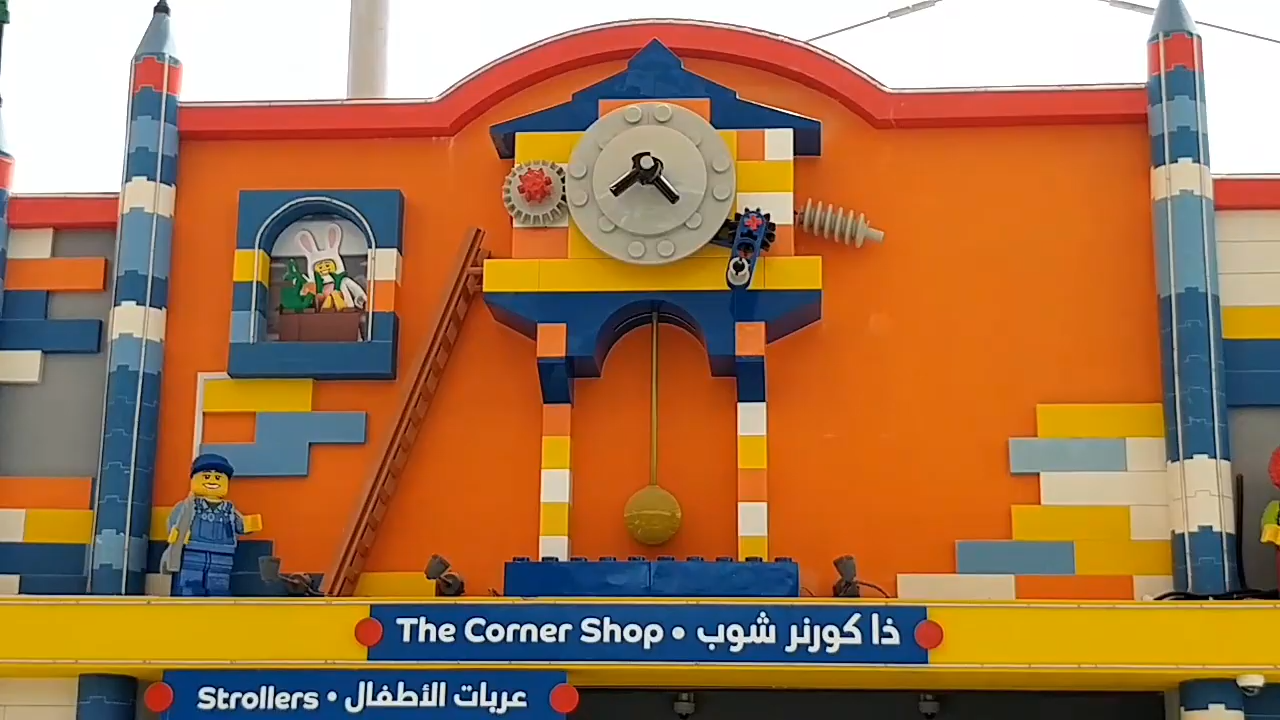 The Corner Shop • ذا كورنر شوب
Strollers • عربات الأطفال